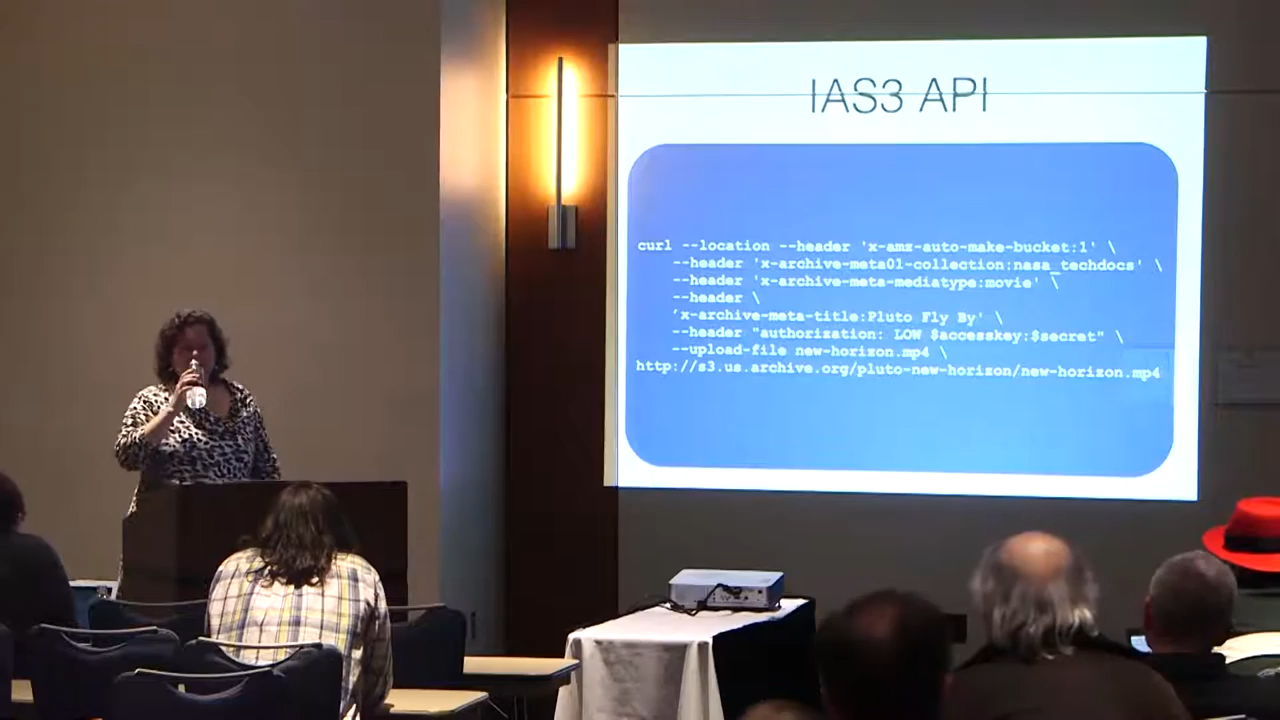 IAS3 API
curl --location --header 'x-amz-auto-make-bucket:1' \
--header 'x-archive-meta01-collection:nasa_techdocs' \
--header 'x-archive-meta-mediatype:movie' \
--header \
'x-archive-meta-title:Pluto Fly By' \
--header "authorization: LOW $accesskey:$secret" \
--upload-file new-horizon.mp4 \
http://s3.us.archive.org/pluto-new-horizon/new-horizon.mp4